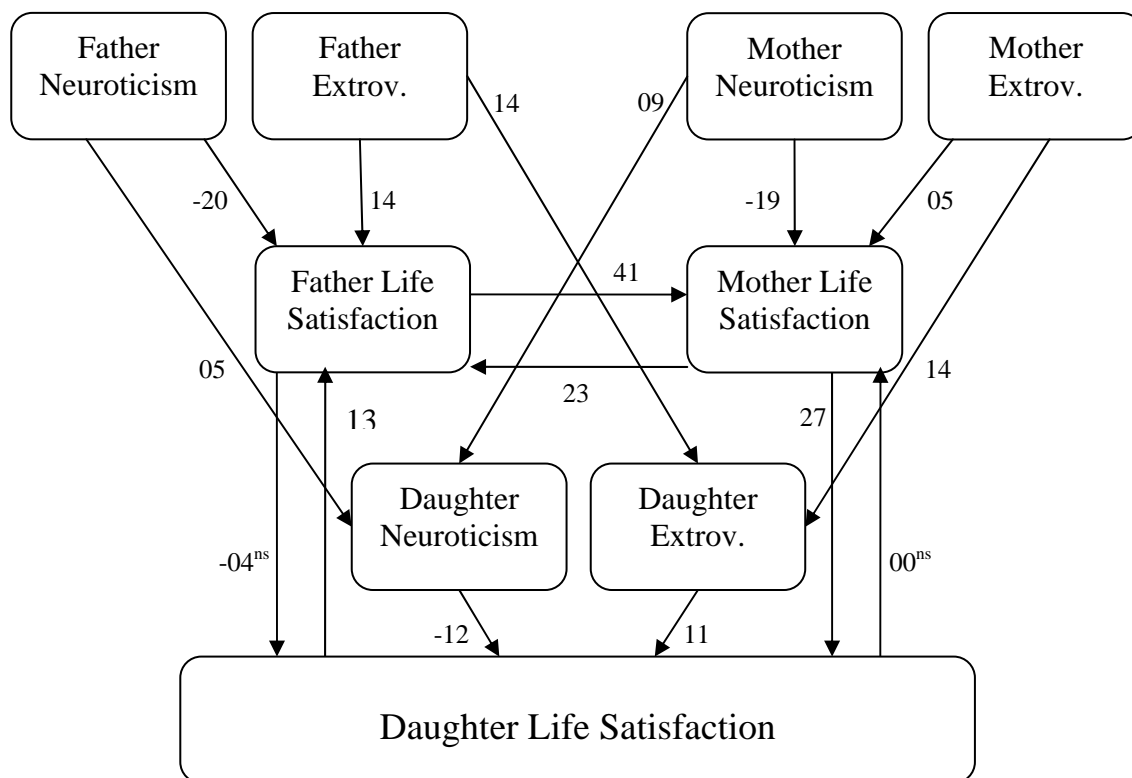 Father
Neuroticism
Father
Extrov.
Mother
Neuroticism
Mother
Extrov.
14
09
-20
14
-19
05
Father Life
Satisfaction
41
Mother Life
Satisfaction
05
13
23
27
14
Daughter
Neuroticism
Daughter
Extrov.
-04ns
00ns
-12
11
Daughter Life Satisfaction